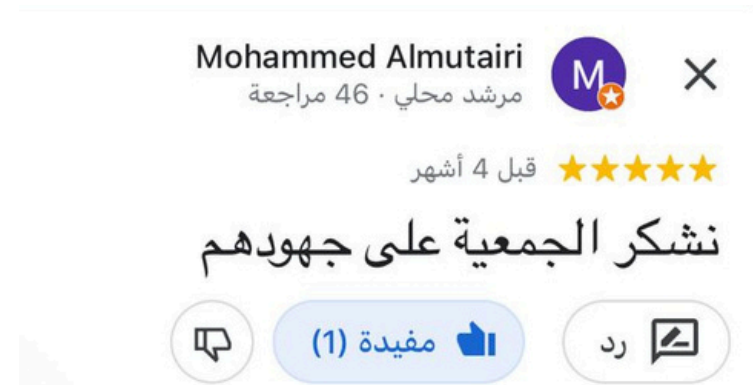 Mohammed Almutairi
M
مرشد محلي · 46 مراجعة
قبل 4 أشهر
نشكر الجمعية على جهودهم
رد
مفيدة (1)